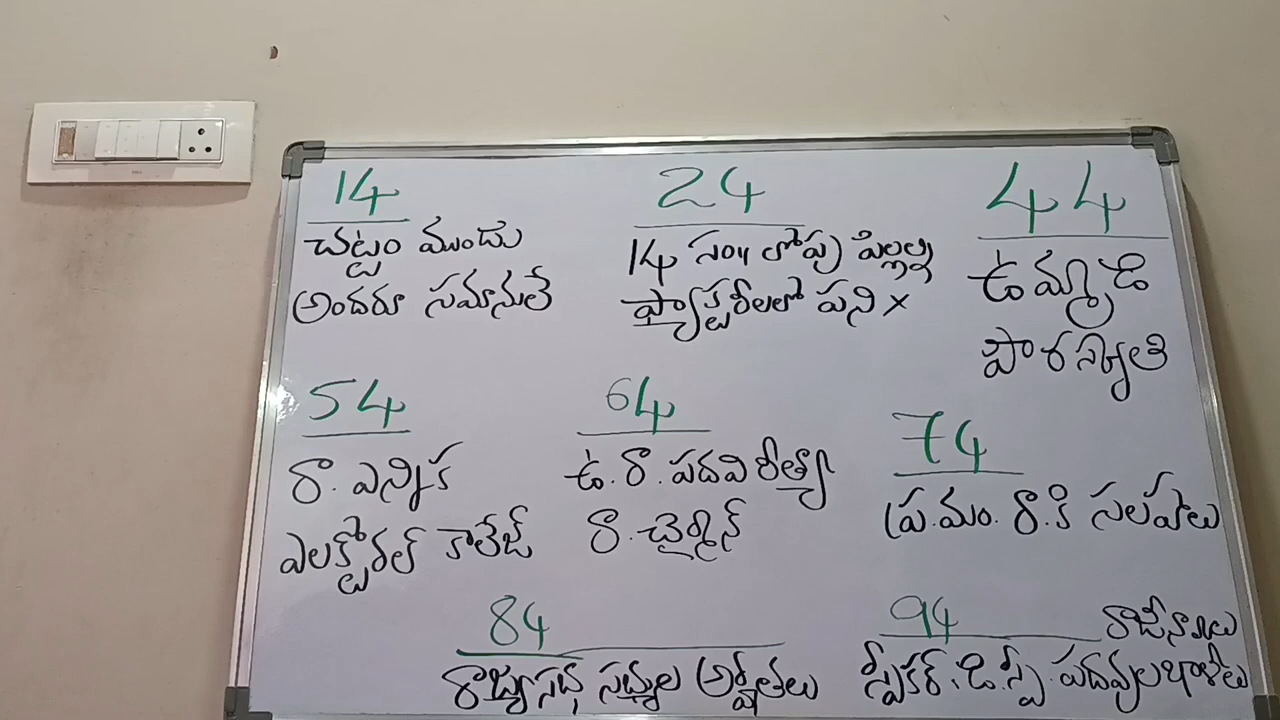 14
చట్టం ముందు
అందరూ సమానులే
24
14 సం॥ లోపు పిల్లల్ని
ఫ్యాక్టరీలలో పని ×
44
ఉమ్మడి
పౌరస్మృతి
54
రా. ఎన్నిక
ఎలక్టోరల్ కాలేజ్
64
ఉ. రా. పదవి రీత్యా
రా. చైర్మన్
74
ప్ర.మం. రా.కి సలహాలు
84
రాజ్యసభ సభ్యుల అర్హతలు
94
రాజీనామాలు
స్పీకర్, డి.స్పీ. పదవుల ఖాళీలు